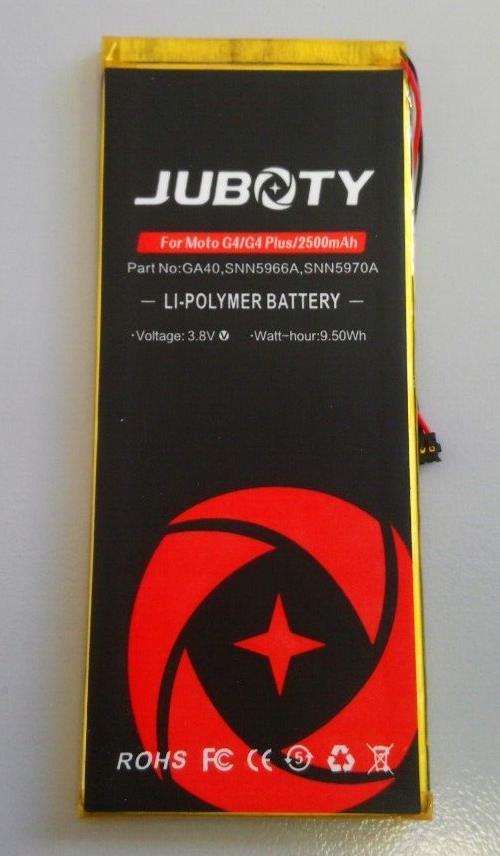 JUBOTY
For Moto G4/G4 Plus/2500mAh
Part No:GA40,SNN5966A,SNN5970A
— LI-POLYMER BATTERY —
·Voltage: 3.8V ·Watt-hour:9.50Wh
ROHS FC CE 5